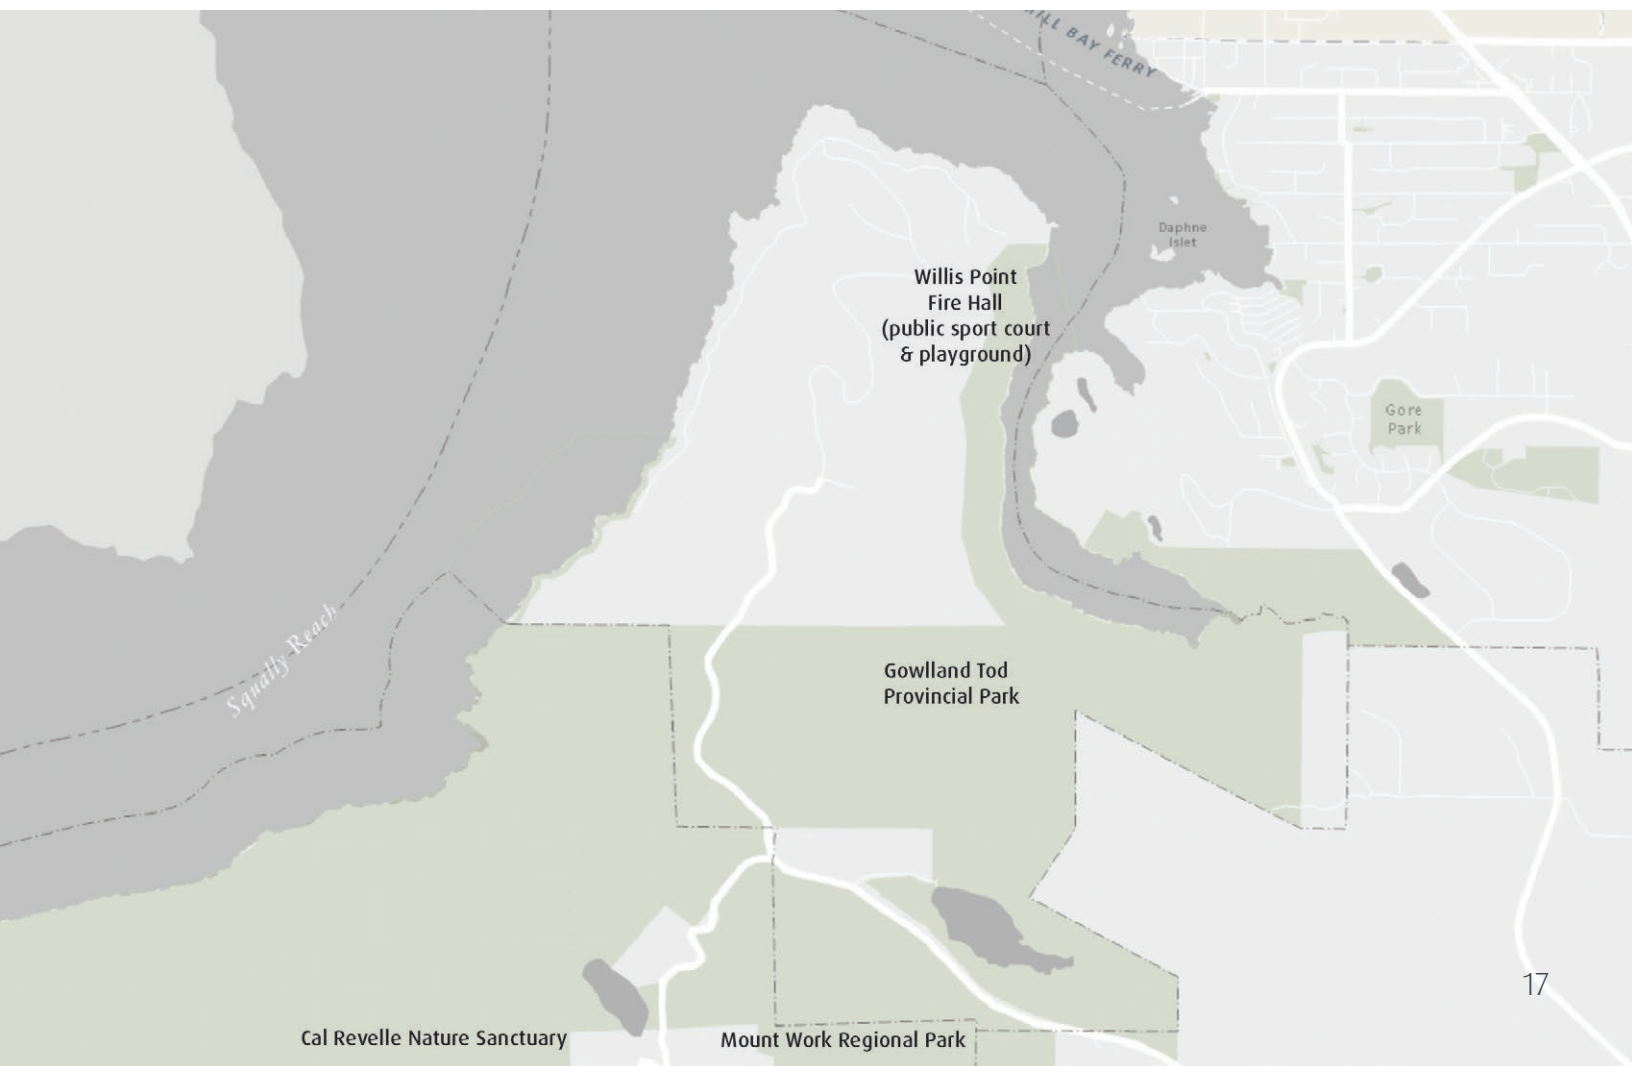 BAY FERRY
Daphne
Islet
Willis Point
Fire Hall
(public sport court
& playground)
Gore
Park
Squally Reach
Gowlland Tod
Provincial Park
17
Cal Revelle Nature Sanctuary
Mount Work Regional Park